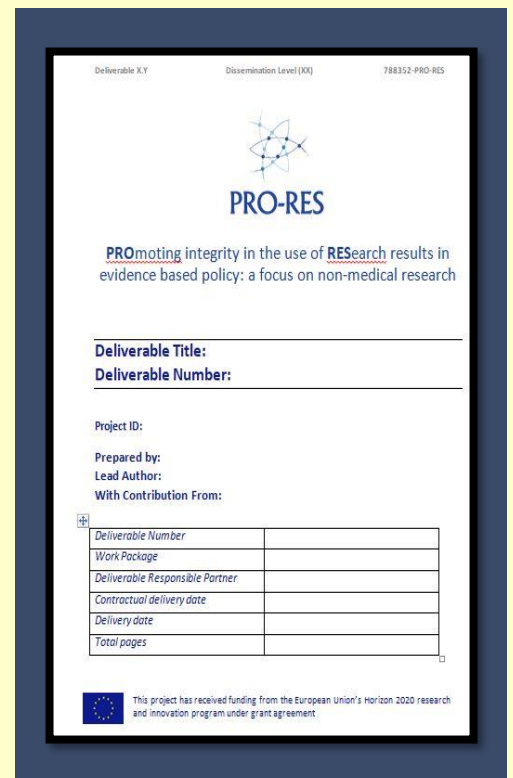 Deliverable X.Y Dissemination Level (XX) 788352-PRO-RES
PRO-RES
PROmoting integrity in the use of RESearch results in
evidence based policy: a focus on non-medical research
Deliverable Title:
Deliverable Number:
Project ID:
Prepared by:
Lead Author:
With Contribution From:
Deliverable Number
Work Package
Deliverable Responsible Partner
Contractual delivery date
Delivery date
Total pages
This project has received funding from the European Union's Horizon 2020 research
and innovation program under grant agreement